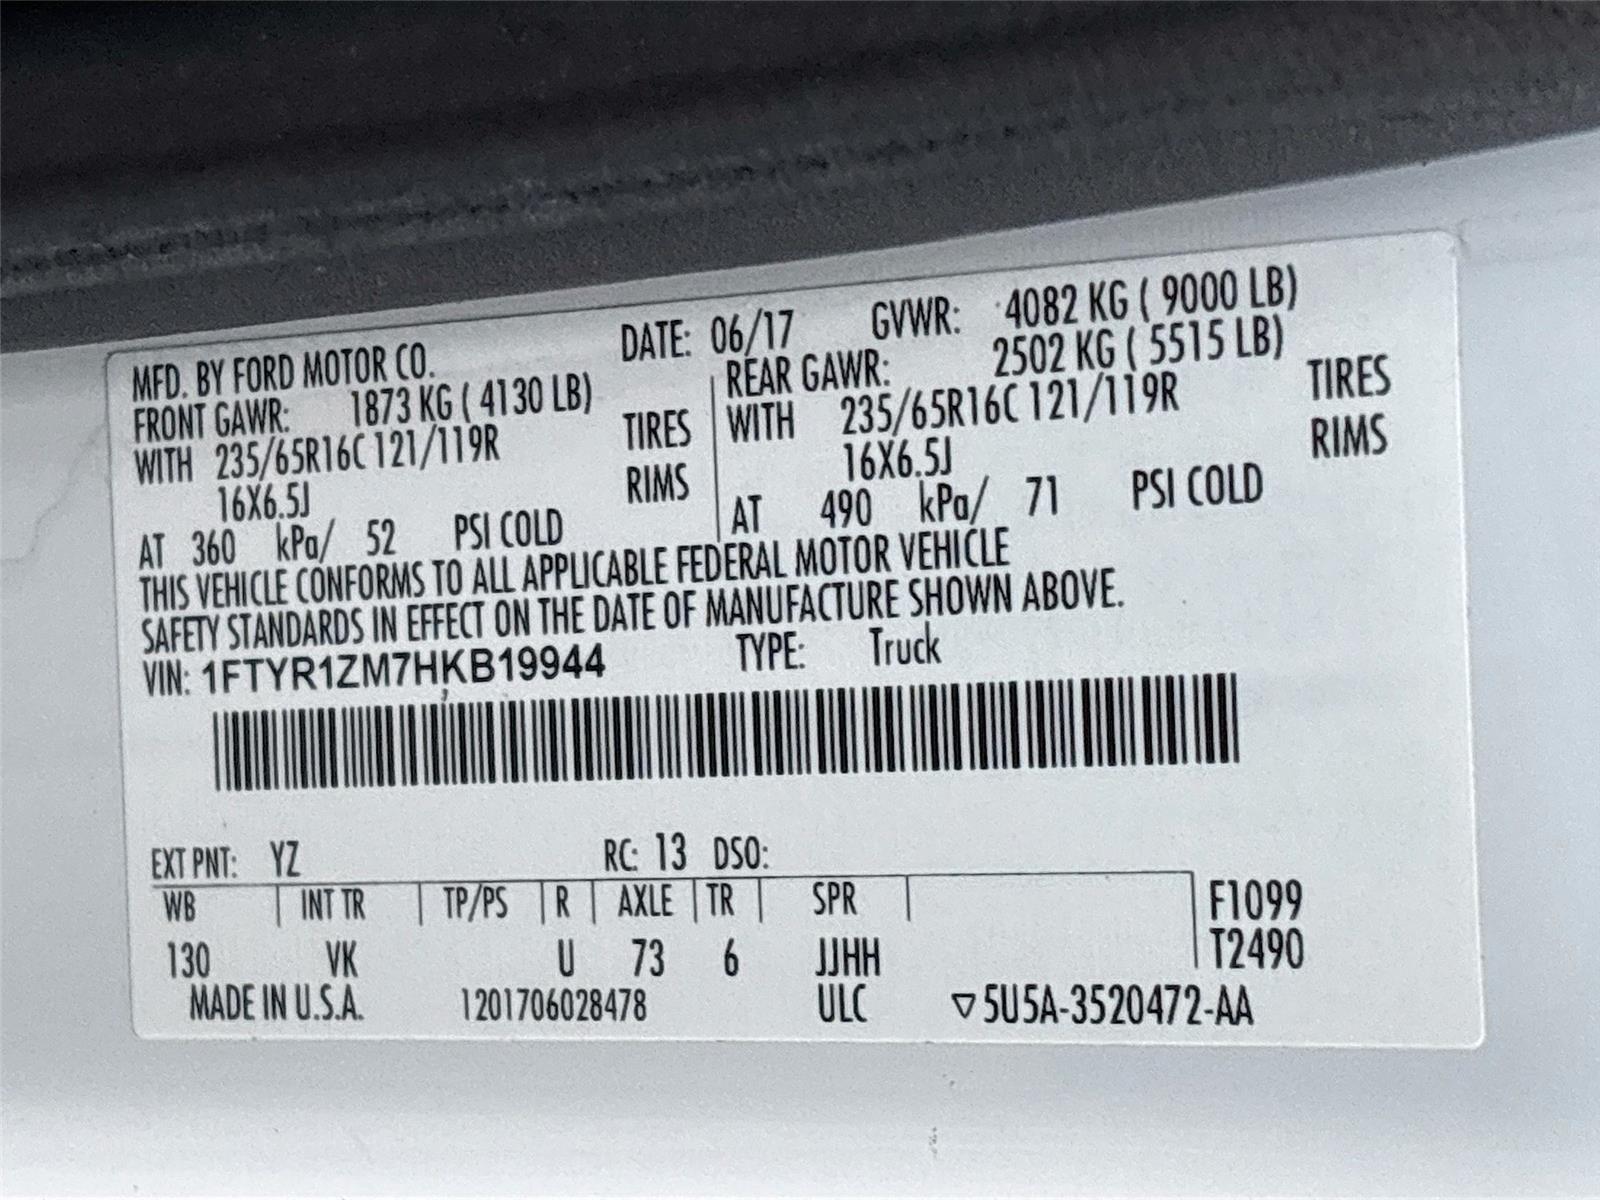 MFD. BY FORD MOTOR CO. DATE: 06/17 GVWR: 4082 KG ( 9000 LB)
FRONT GAWR: 1873 KG ( 4130 LB) REAR GAWR: 2502 KG ( 5515 LB)
WITH 235/65R16C 121/119R TIRES WITH 235/65R16C 121/119R TIRES
16X6.5J RIMS 16X6.5J RIMS
AT 360 kPa/ 52 PSI COLD AT 490 kPa/ 71 PSI COLD
THIS VEHICLE CONFORMS TO ALL APPLICABLE FEDERAL MOTOR VEHICLE
SAFETY STANDARDS IN EFFECT ON THE DATE OF MANUFACTURE SHOWN ABOVE.
VIN: 1FTYR1ZM7HKB19944 TYPE: Truck
EXT PNT: YZ RC: 13 DSO:
WB INT TR TP/PS R AXLE TR SPR F1099
130 VK U 73 6 JJHH T2490
MADE IN U.S.A. 1201706028478 ULC ▽5U5A-3520472-AA